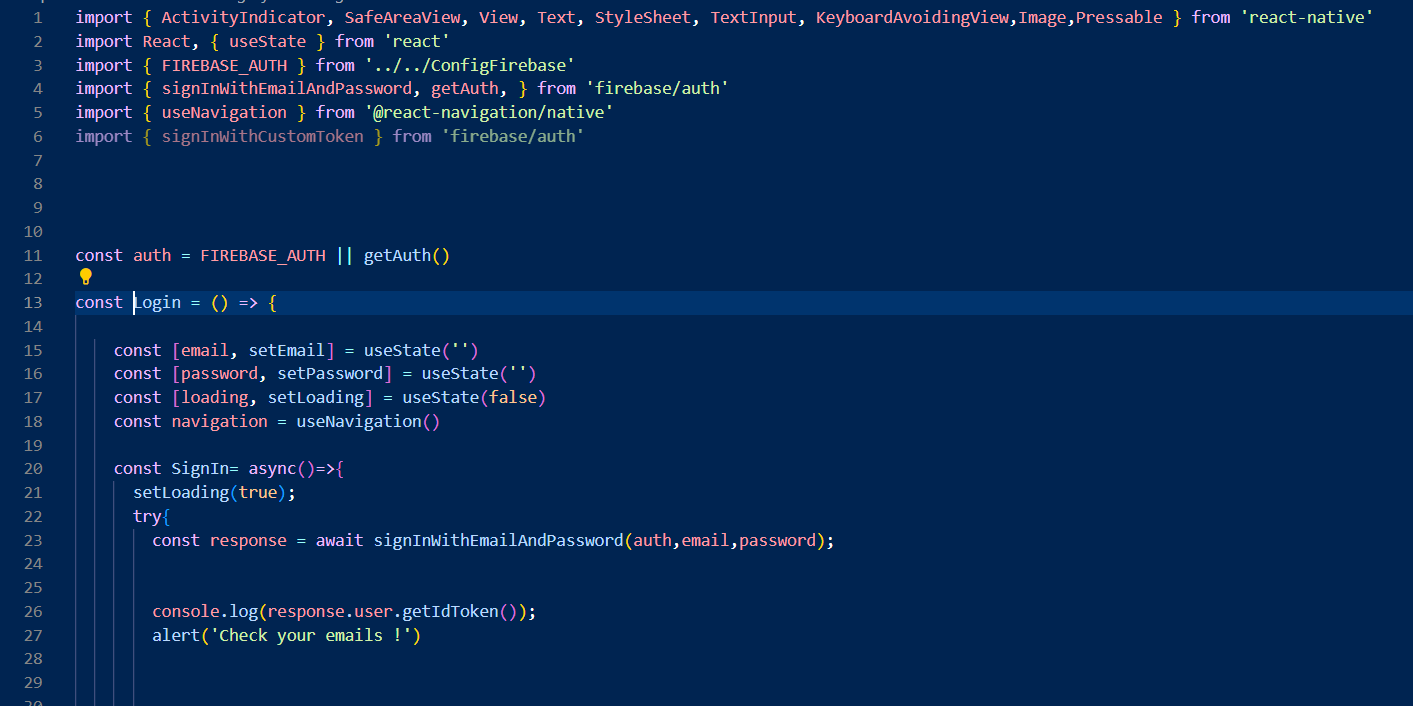 1 import { ActivityIndicator, SafeAreaView, View, Text, StyleSheet, TextInput, KeyboardAvoidingView,Image,Pressable } from 'react-native'
2 import React, { useState } from 'react'
3 import { FIREBASE_AUTH } from '../../ConfigFirebase'
4 import { signInWithEmailAndPassword, getAuth, } from 'firebase/auth'
5 import { useNavigation } from '@react-navigation/native'
6 import { signInWithCustomToken } from 'firebase/auth'
7
8
9
10
11 const auth = FIREBASE_AUTH || getAuth()
12
13 const Login = () => {
14
15 const [email, setEmail] = useState('')
16 const [password, setPassword] = useState('')
17 const [loading, setLoading] = useState(false)
18 const navigation = useNavigation()
19
20 const SignIn= async()=>{
21 setLoading(true);
22 try{
23 const response = await signInWithEmailAndPassword(auth,email,password);
24
25
26 console.log(response.user.getIdToken());
27 alert('Check your emails !')
28
29